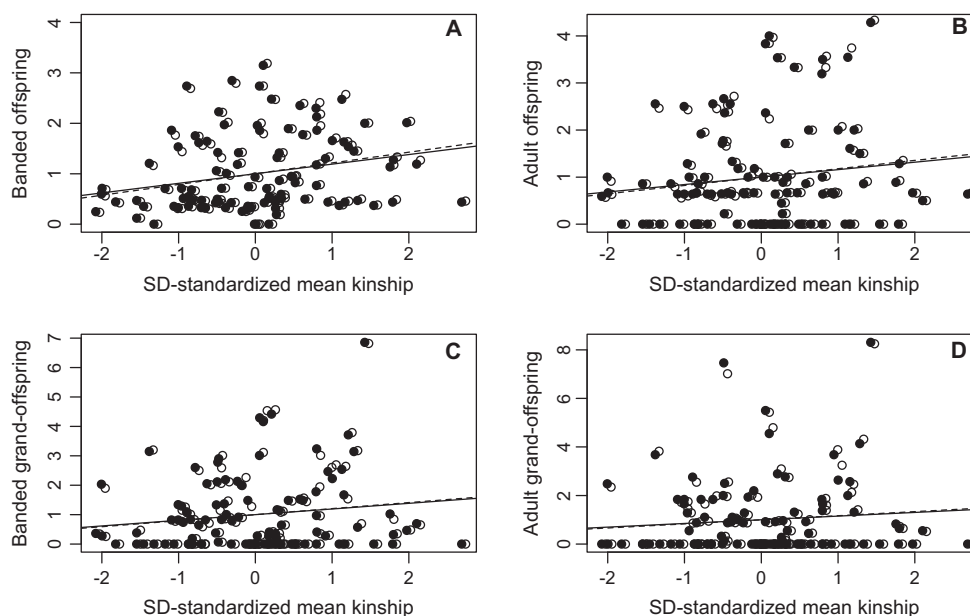 A
Banded offspring
0 1 2 3 4
-2 -1 0 1 2
SD-standardized mean kinship
B
Adult offspring
0 1 2 3 4
-2 -1 0 1 2
SD-standardized mean kinship
C
Banded grand-offspring
0 1 2 3 4 5 6 7
-2 -1 0 1 2
SD-standardized mean kinship
D
Adult grand-offspring
0 2 4 6 8
-2 -1 0 1 2
SD-standardized mean kinship